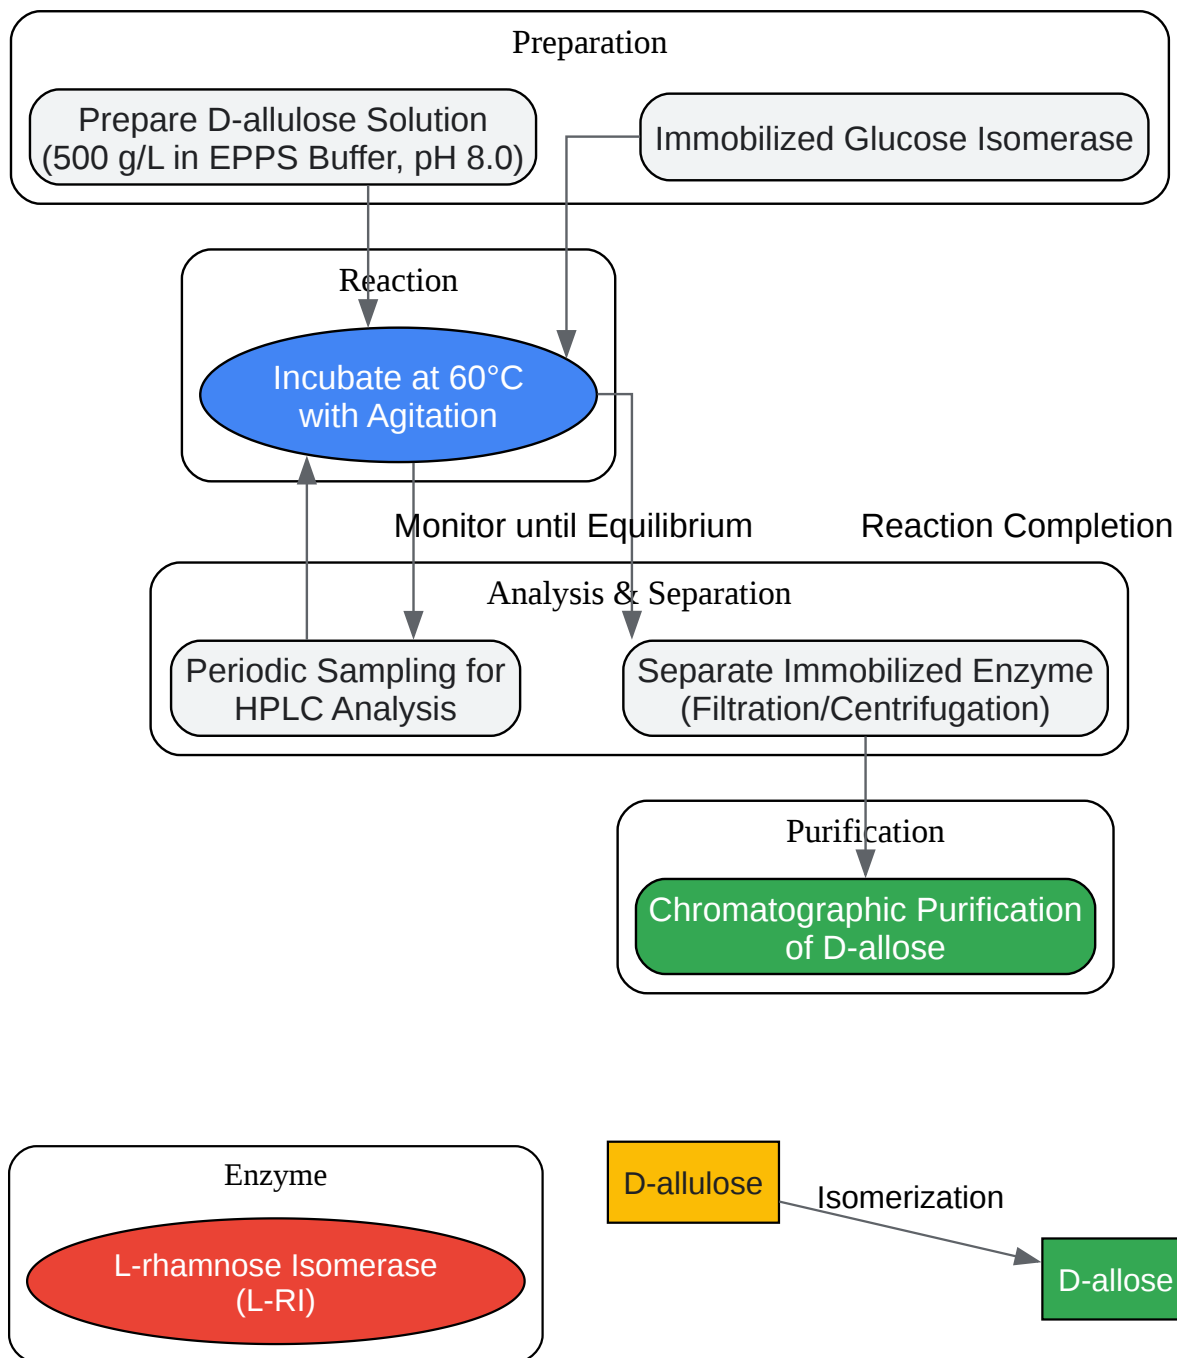 Preparation
Prepare D-allulose Solution
(500 g/L in EPPS Buffer, pH 8.0)
Immobilized Glucose Isomerase
Reaction
Incubate at 60°C
with Agitation
Monitor until Equilibrium
Reaction Completion
Analysis & Separation
Periodic Sampling for
HPLC Analysis
Separate Immobilized Enzyme
(Filtration/Centrifugation)
Purification
Chromatographic Purification
of D-allose
Enzyme
L-rhamnose Isomerase
(L-RI)
D-allulose
Isomerization
D-allose